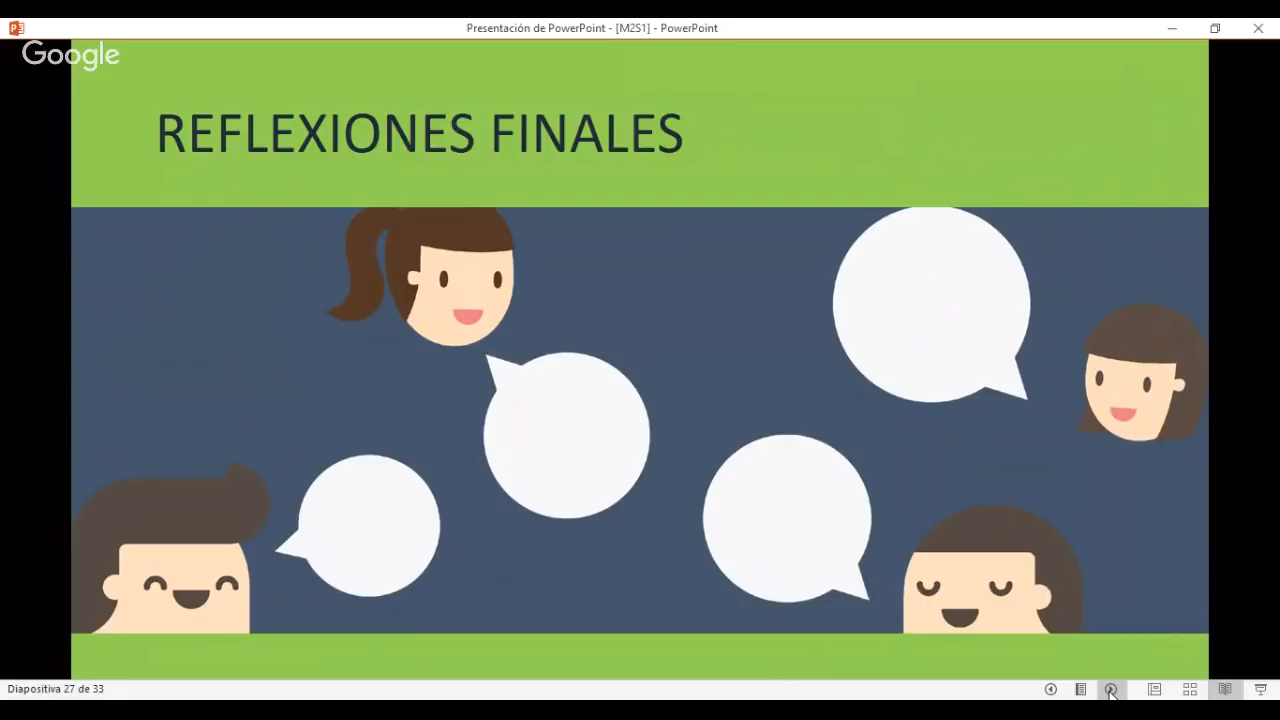 Presentación de PowerPoint - [M2S1] - PowerPoint
Google
REFLEXIONES FINALES
Diapositiva 27 de 33